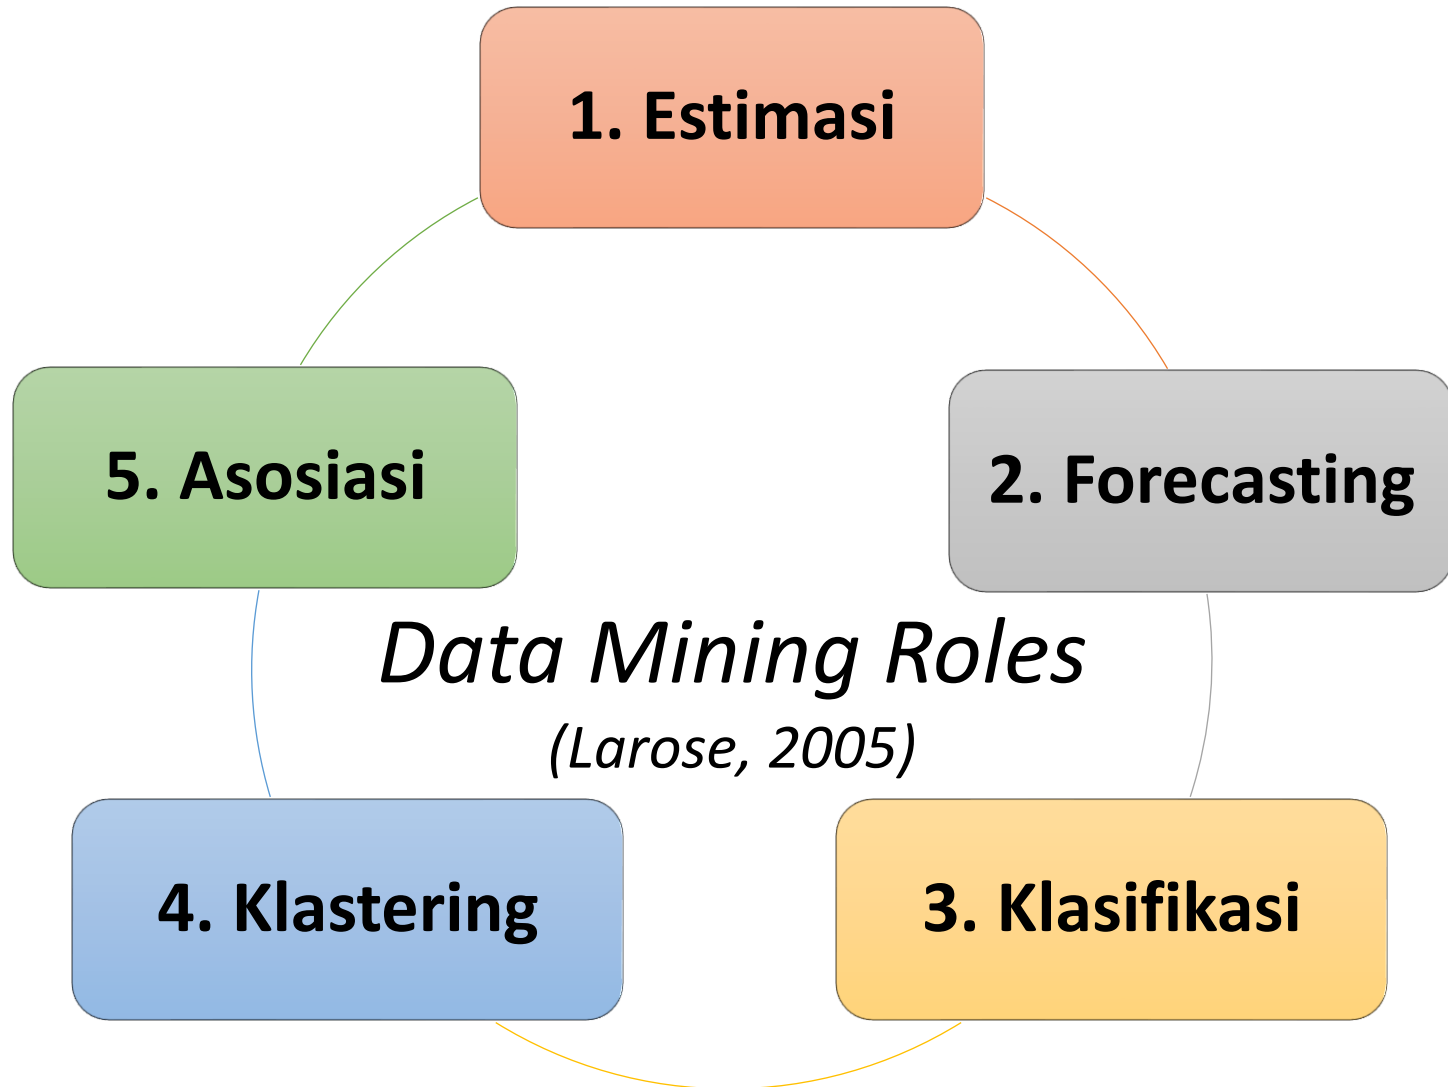 1. Estimasi
2. Forecasting
3. Klasifikasi
4. Klastering
5. Asosiasi
Data Mining Roles
(Larose, 2005)